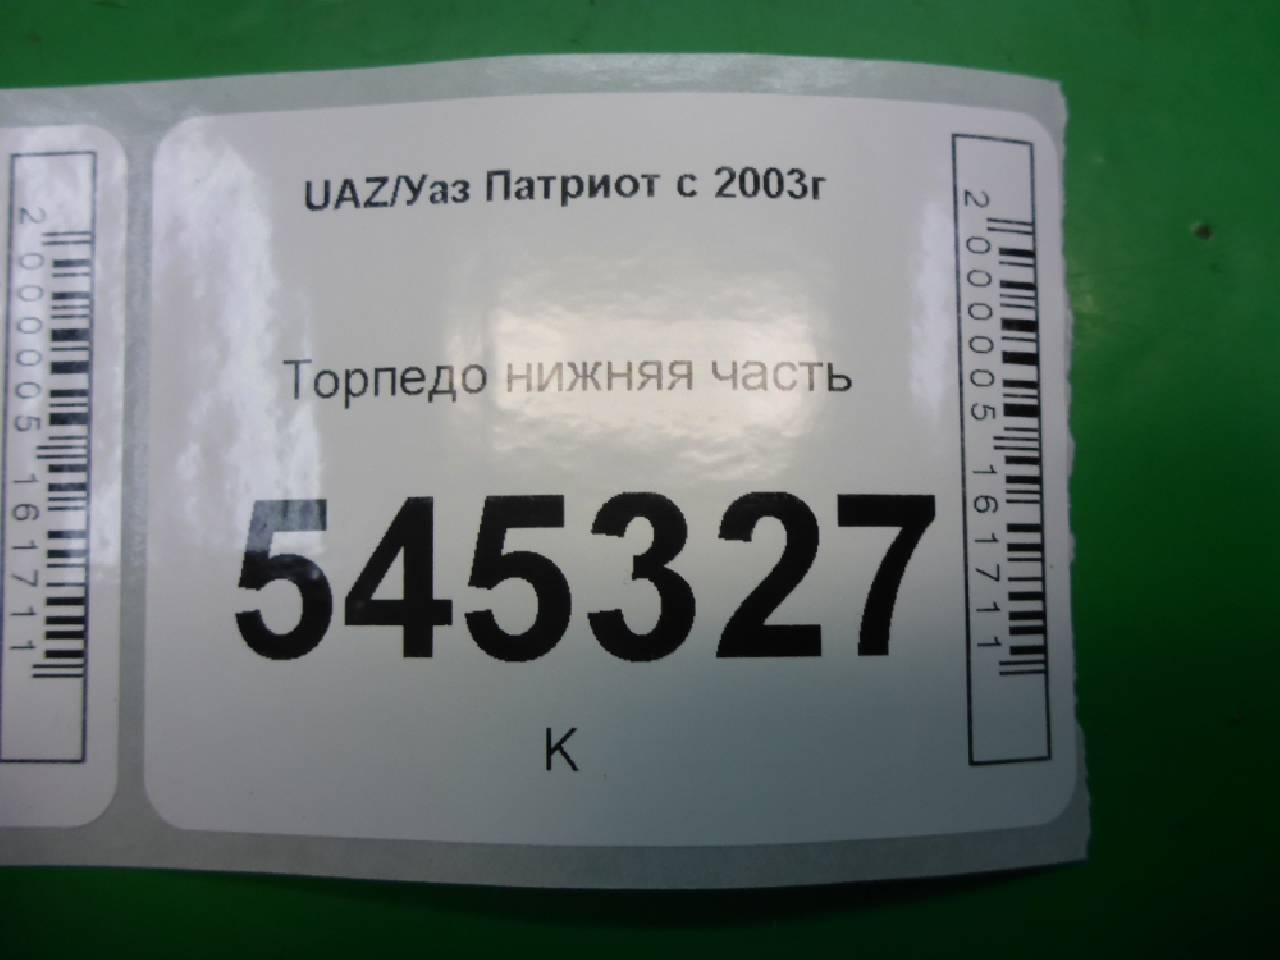 2000005161711
UAZ/Уаз Патриот с 2003г
Торпедо нижняя часть
545327
К
2000005161711